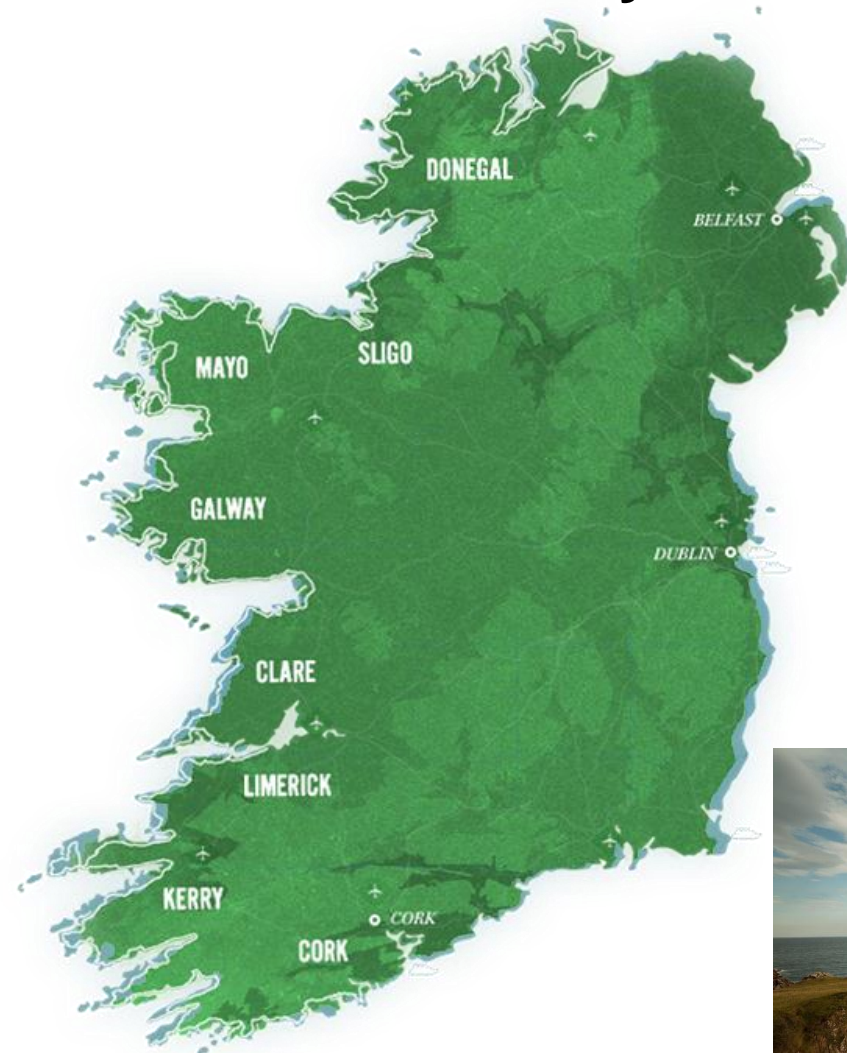 DONEGAL
BELFAST
SLIGO
MAYO
GALWAY
DUBLIN
CLARE
LIMERICK
KERRY
CORK
CORK